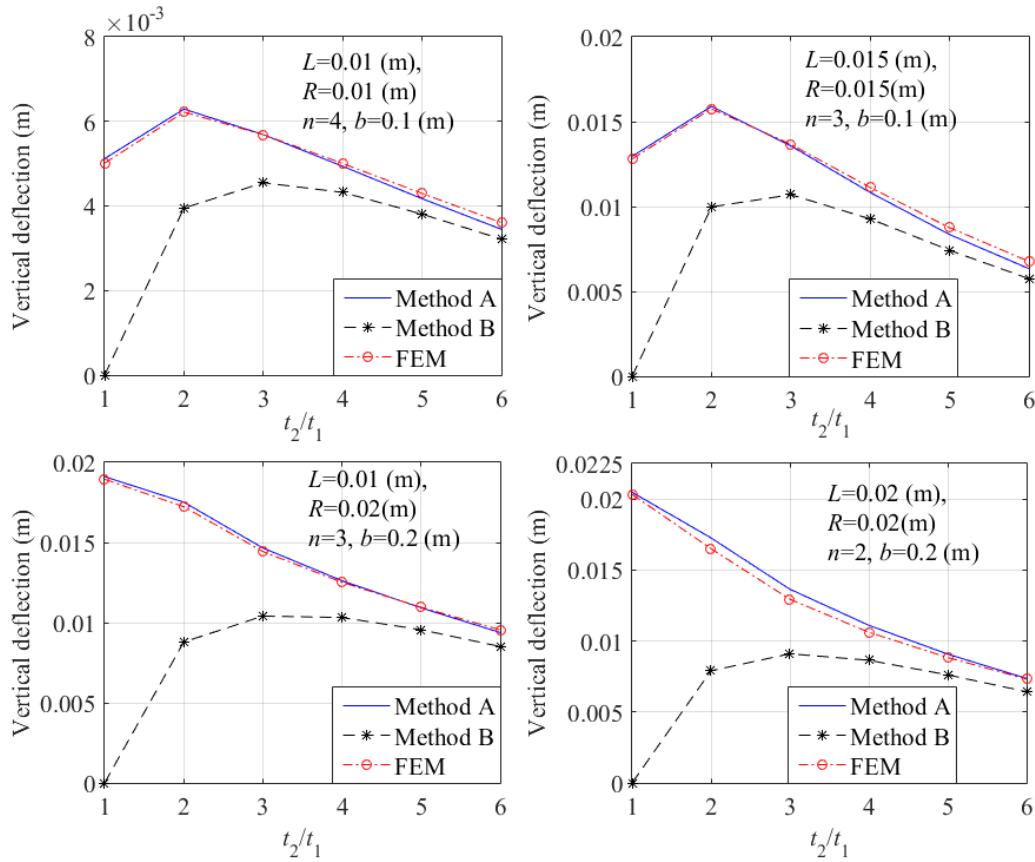 ×10-3
8
6
4
2
0
Vertical deflection (m)
L=0.01 (m),
R=0.01 (m)
n=4, b=0.1 (m)
Method A
Method B
FEM
1 2 3 4 5 6
t2/t1
0.02
0.015
0.01
0.005
0
Vertical deflection (m)
L=0.015 (m),
R=0.015(m)
n=3, b=0.1 (m)
Method A
Method B
FEM
1 2 3 4 5 6
t2/t1
0.02
0.015
0.01
0.005
0
Vertical deflection (m)
L=0.01 (m),
R=0.02(m)
n=3, b=0.2 (m)
Method A
Method B
FEM
1 2 3 4 5 6
t2/t1
0.0225
0.02
0.015
0.01
0.005
0
Vertical deflection (m)
L=0.02 (m),
R=0.02(m)
n=2, b=0.2 (m)
Method A
Method B
FEM
1 2 3 4 5 6
t2/t1